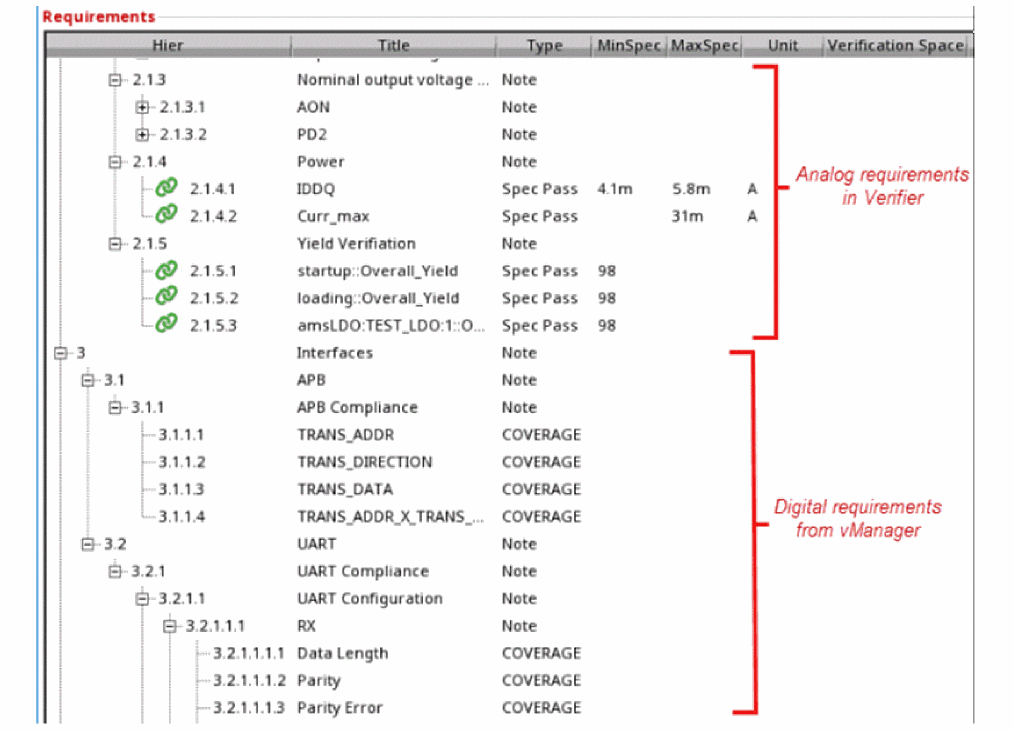 Requirements
Hier Title Type MinSpec MaxSpec Unit Verification Space
2.1.3 Nominal output voltage ... Note
2.1.3.1 AON Note
2.1.3.2 PD2 Note
2.1.4 Power Note
2.1.4.1 IDDQ Spec Pass 4.1m 5.8m A
2.1.4.2 Curr_max Spec Pass 31m A
2.1.5 Yield Verifiation Note
2.1.5.1 startup::Overall_Yield Spec Pass 98
2.1.5.2 loading::Overall_Yield Spec Pass 98
2.1.5.3 amsLDO:TEST_LDO:1::O... Spec Pass 98
Analog requirements
in Verifier
3 Interfaces Note
3.1 APB Note
3.1.1 APB Compliance Note
3.1.1.1 TRANS_ADDR COVERAGE
3.1.1.2 TRANS_DIRECTION COVERAGE
3.1.1.3 TRANS_DATA COVERAGE
3.1.1.4 TRANS_ADDR_X_TRANS_... COVERAGE
3.2 UART Note
3.2.1 UART Compliance Note
3.2.1.1 UART Configuration Note
3.2.1.1.1 RX Note
3.2.1.1.1.1 Data Length COVERAGE
3.2.1.1.1.2 Parity COVERAGE
3.2.1.1.1.3 Parity Error COVERAGE
Digital requirements
from vManager